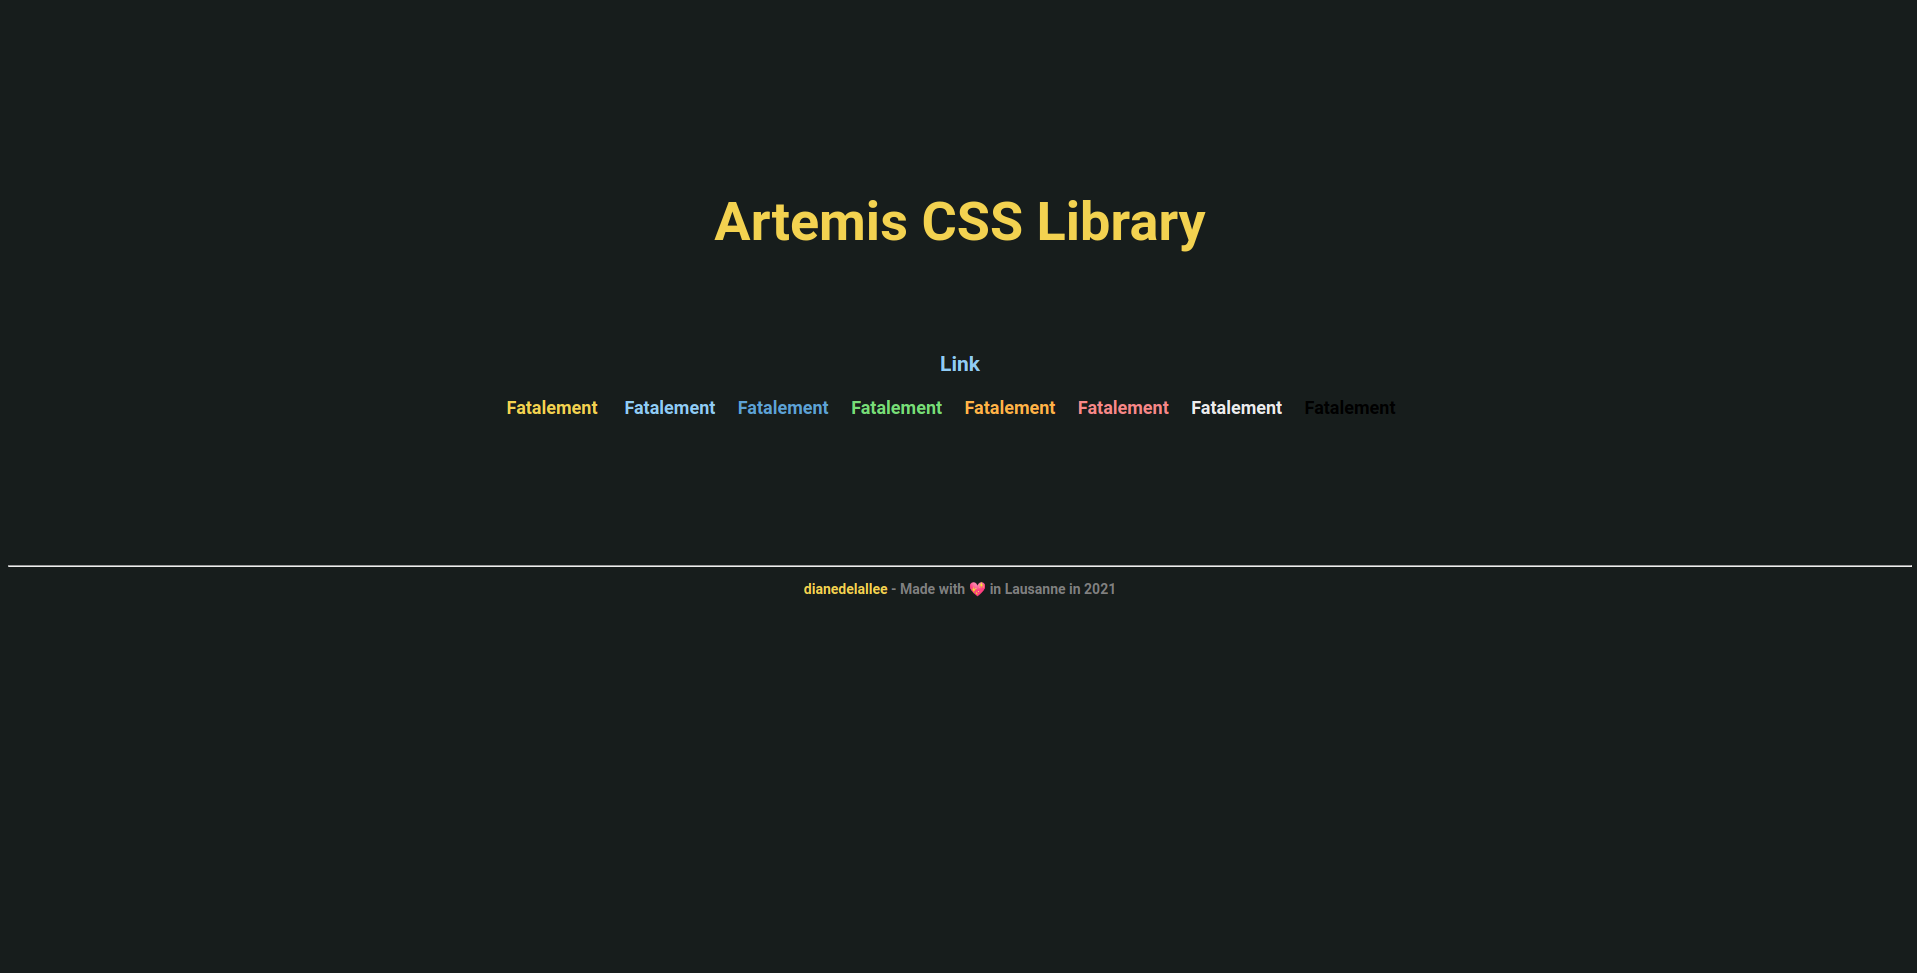 Artemis CSS Library
Link
Fatalement Fatalement Fatalement Fatalement Fatalement Fatalement Fatalement Fatalement
dianedelallee - Made with 💖 in Lausanne in 2021